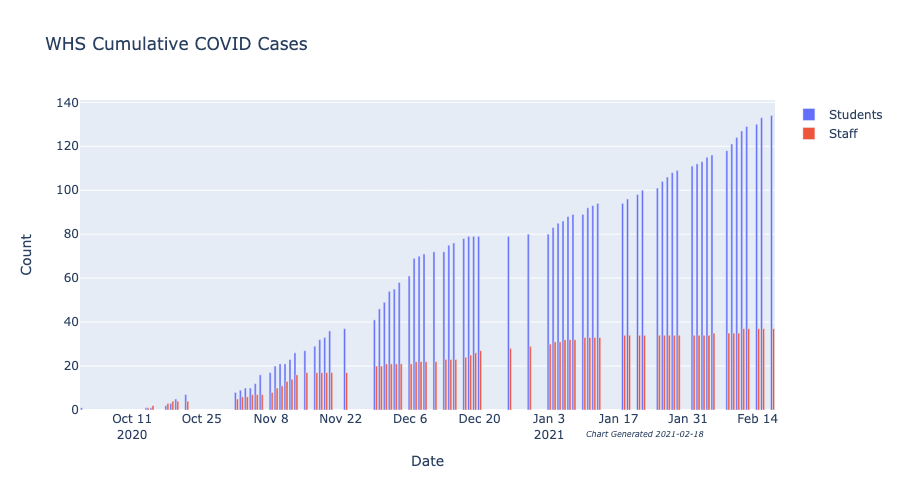 WHS Cumulative COVID Cases
Students
Staff
140
120
100
80
60
40
20
0
Count
Oct 11 Oct 25 Nov 8 Nov 22 Dec 6 Dec 20 Jan 3 Jan 17 Jan 31 Feb 14
2020 2021 Chart Generated 2021-02-18
Date